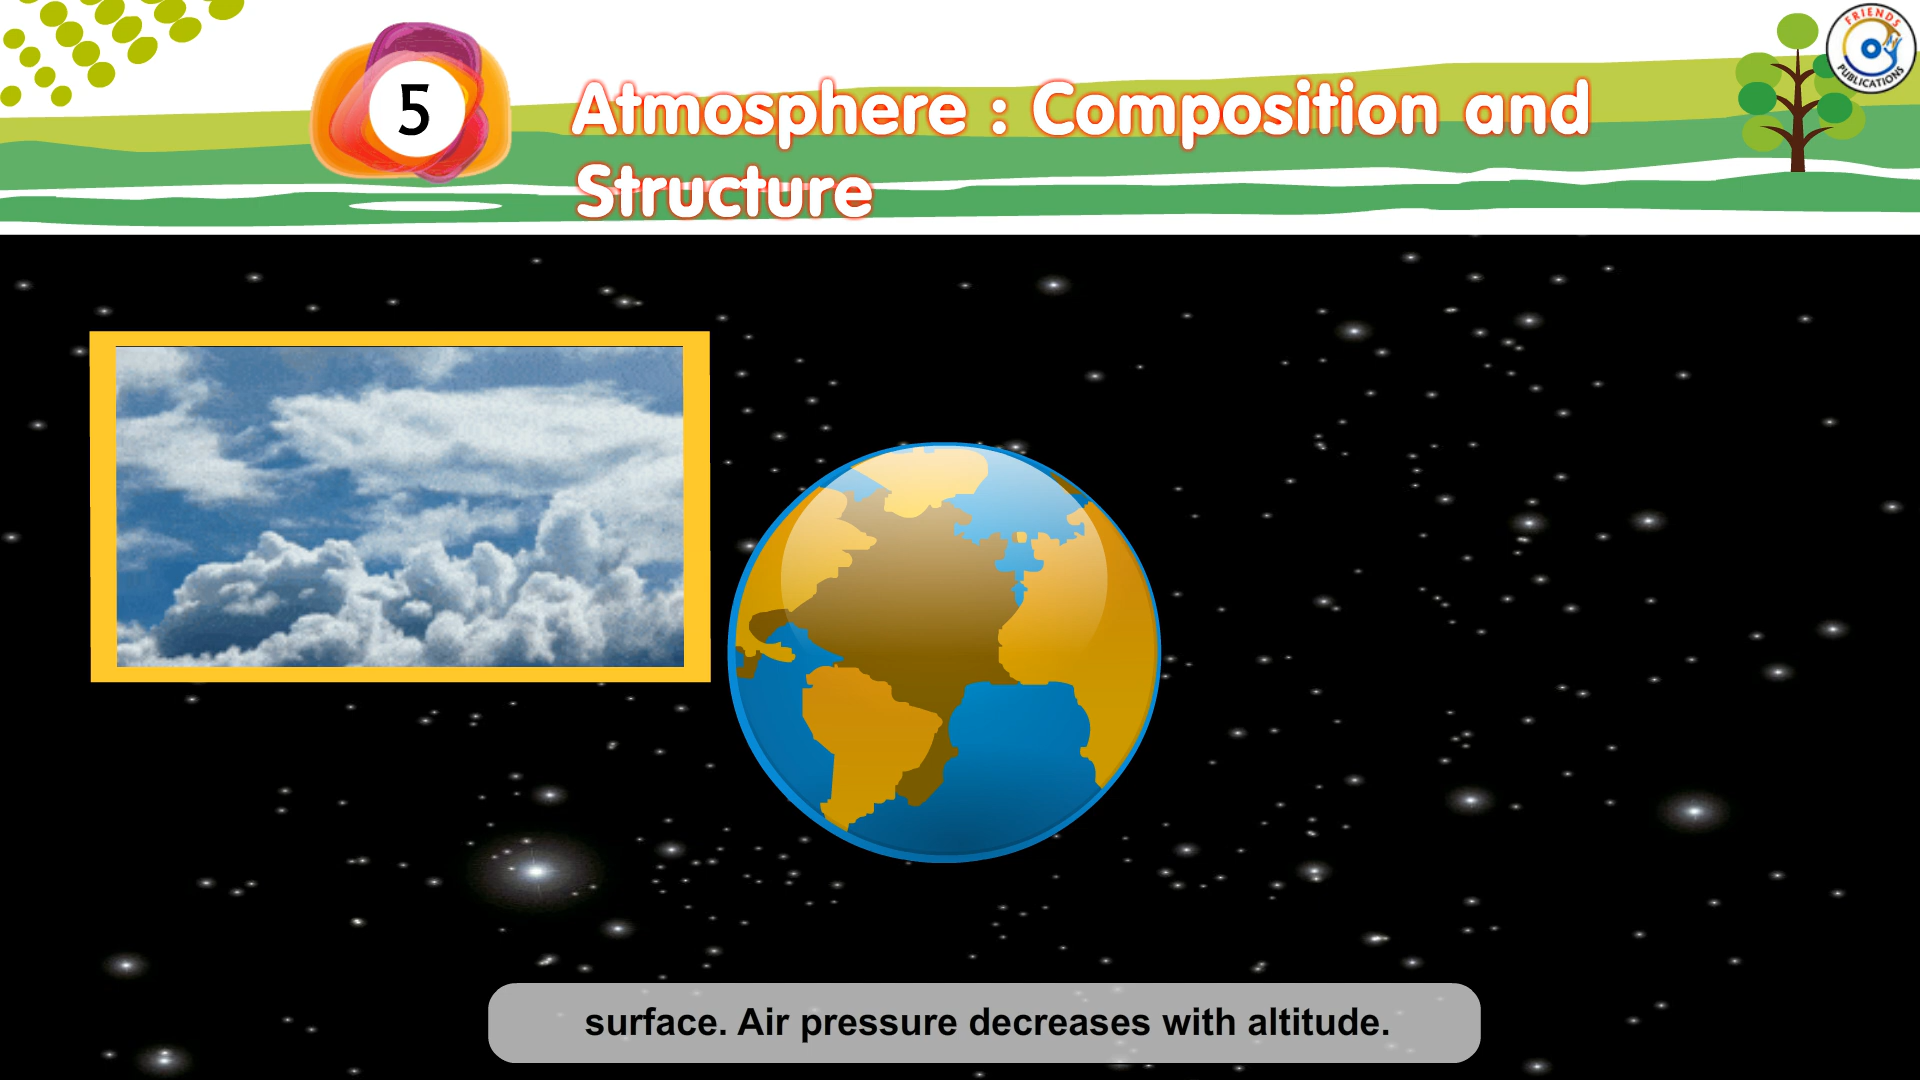 5
Atmosphere : Composition and
Structure
FRIENDS
PUBLICATIONS
surface. Air pressure decreases with altitude.